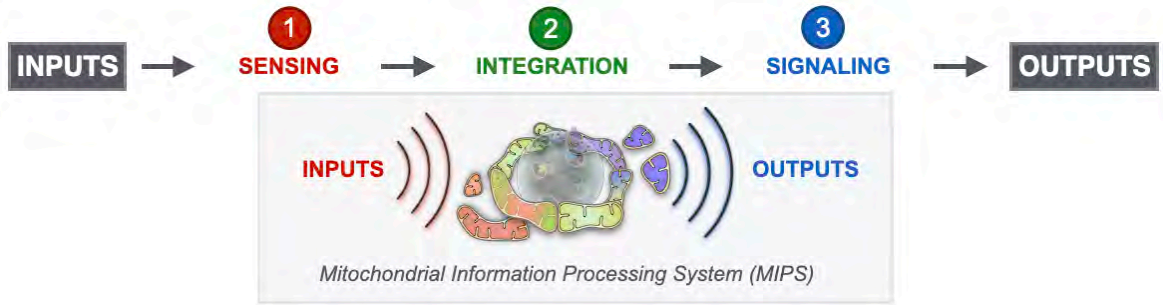 1 2 3
INPUTS SENSING INTEGRATION SIGNALING OUTPUTS
INPUTS OUTPUTS
Mitochondrial Information Processing System (MIPS)